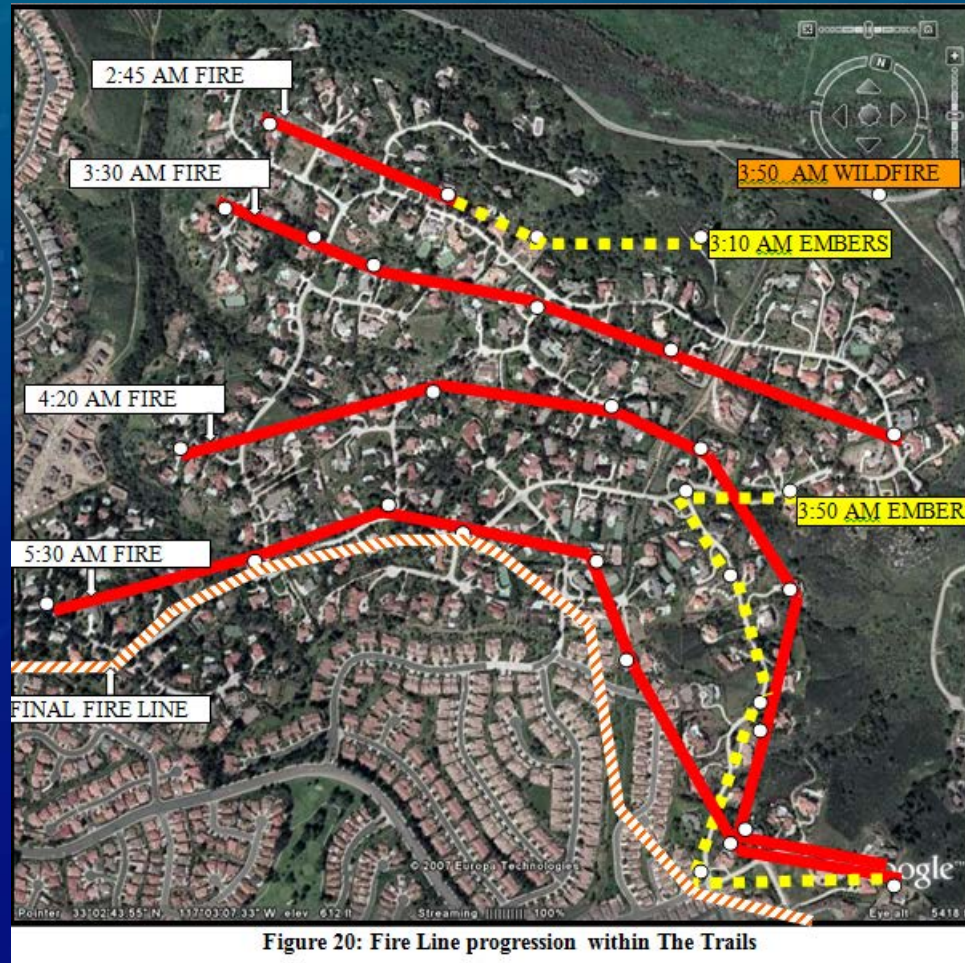 2:45 AM FIRE
3:30 AM FIRE
3:50 AM WILDFIRE
3:10 AM EMBERS
4:20 AM FIRE
3:50 AM EMBER
5:30 AM FIRE
FINAL FIRE LINE
N
© 2007 Europa Technologies
oogle™
Pointer 33°02'43.55" N, 117°03'07.33" W elev 612 ft Streaming |||||||||| 100% Eye alt 5418
Figure 20: Fire Line progression within The Trails